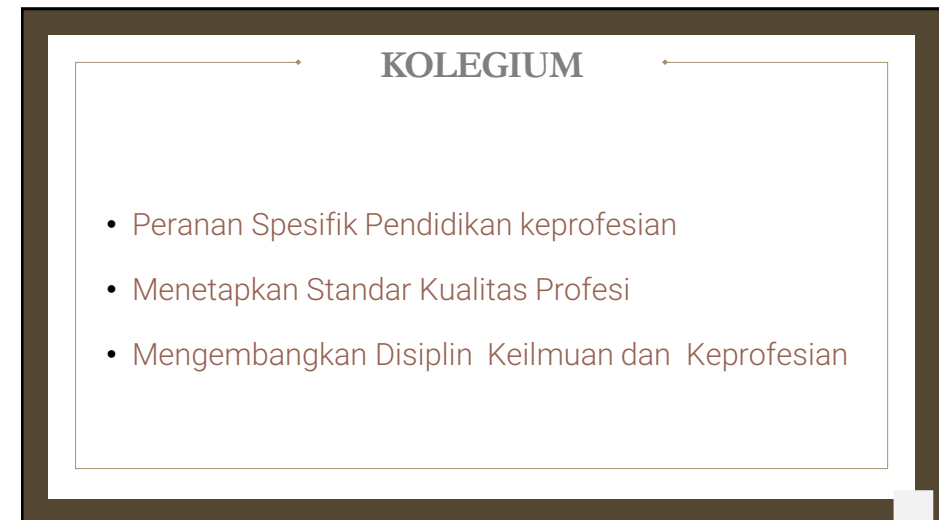 KOLEGIUM
• Peranan Spesifik Pendidikan keprofesian
• Menetapkan Standar Kualitas Profesi
• Mengembangkan Disiplin  Keilmuan dan  Keprofesian